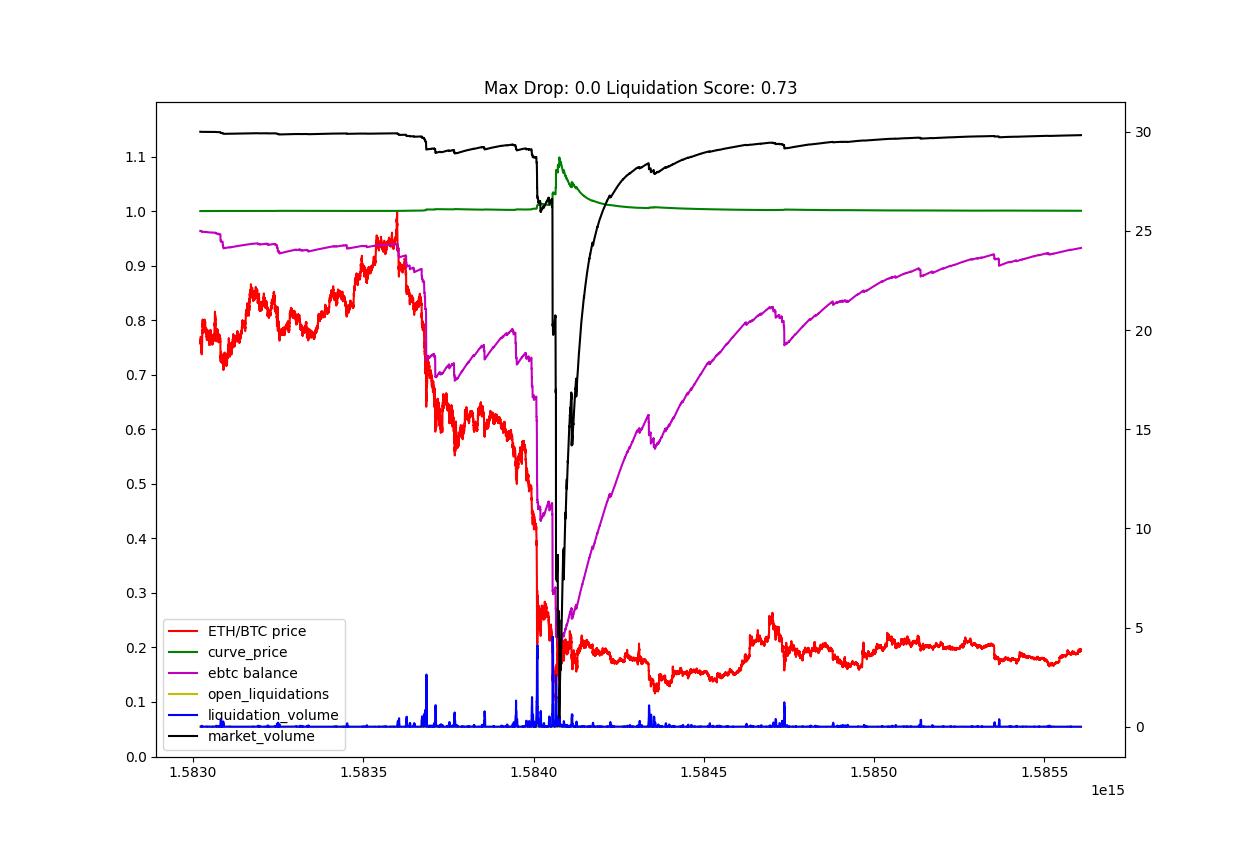 Max Drop: 0.0 Liquidation Score: 0.73
1.1
1.0
0.9
0.8
0.7
0.6
0.5
0.4
0.3
0.2
0.1
0.0
30
25
20
15
10
5
0
ETH/BTC price
curve_price
ebtc balance
open_liquidations
liquidation_volume
market_volume
1.5830 1.5835 1.5840 1.5845 1.5850 1.5855
1e15